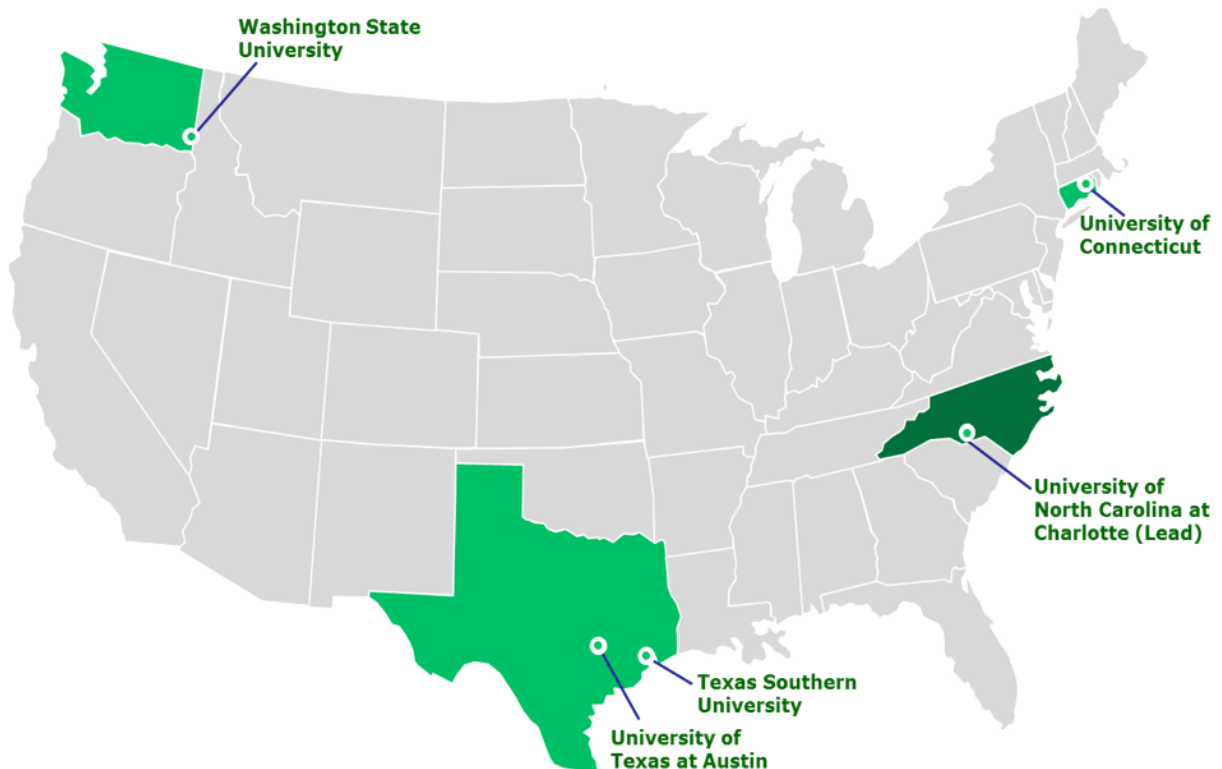 Washington State
University
University of
Connecticut
University of
North Carolina at
Charlotte (Lead)
Texas Southern
University
University of
Texas at Austin